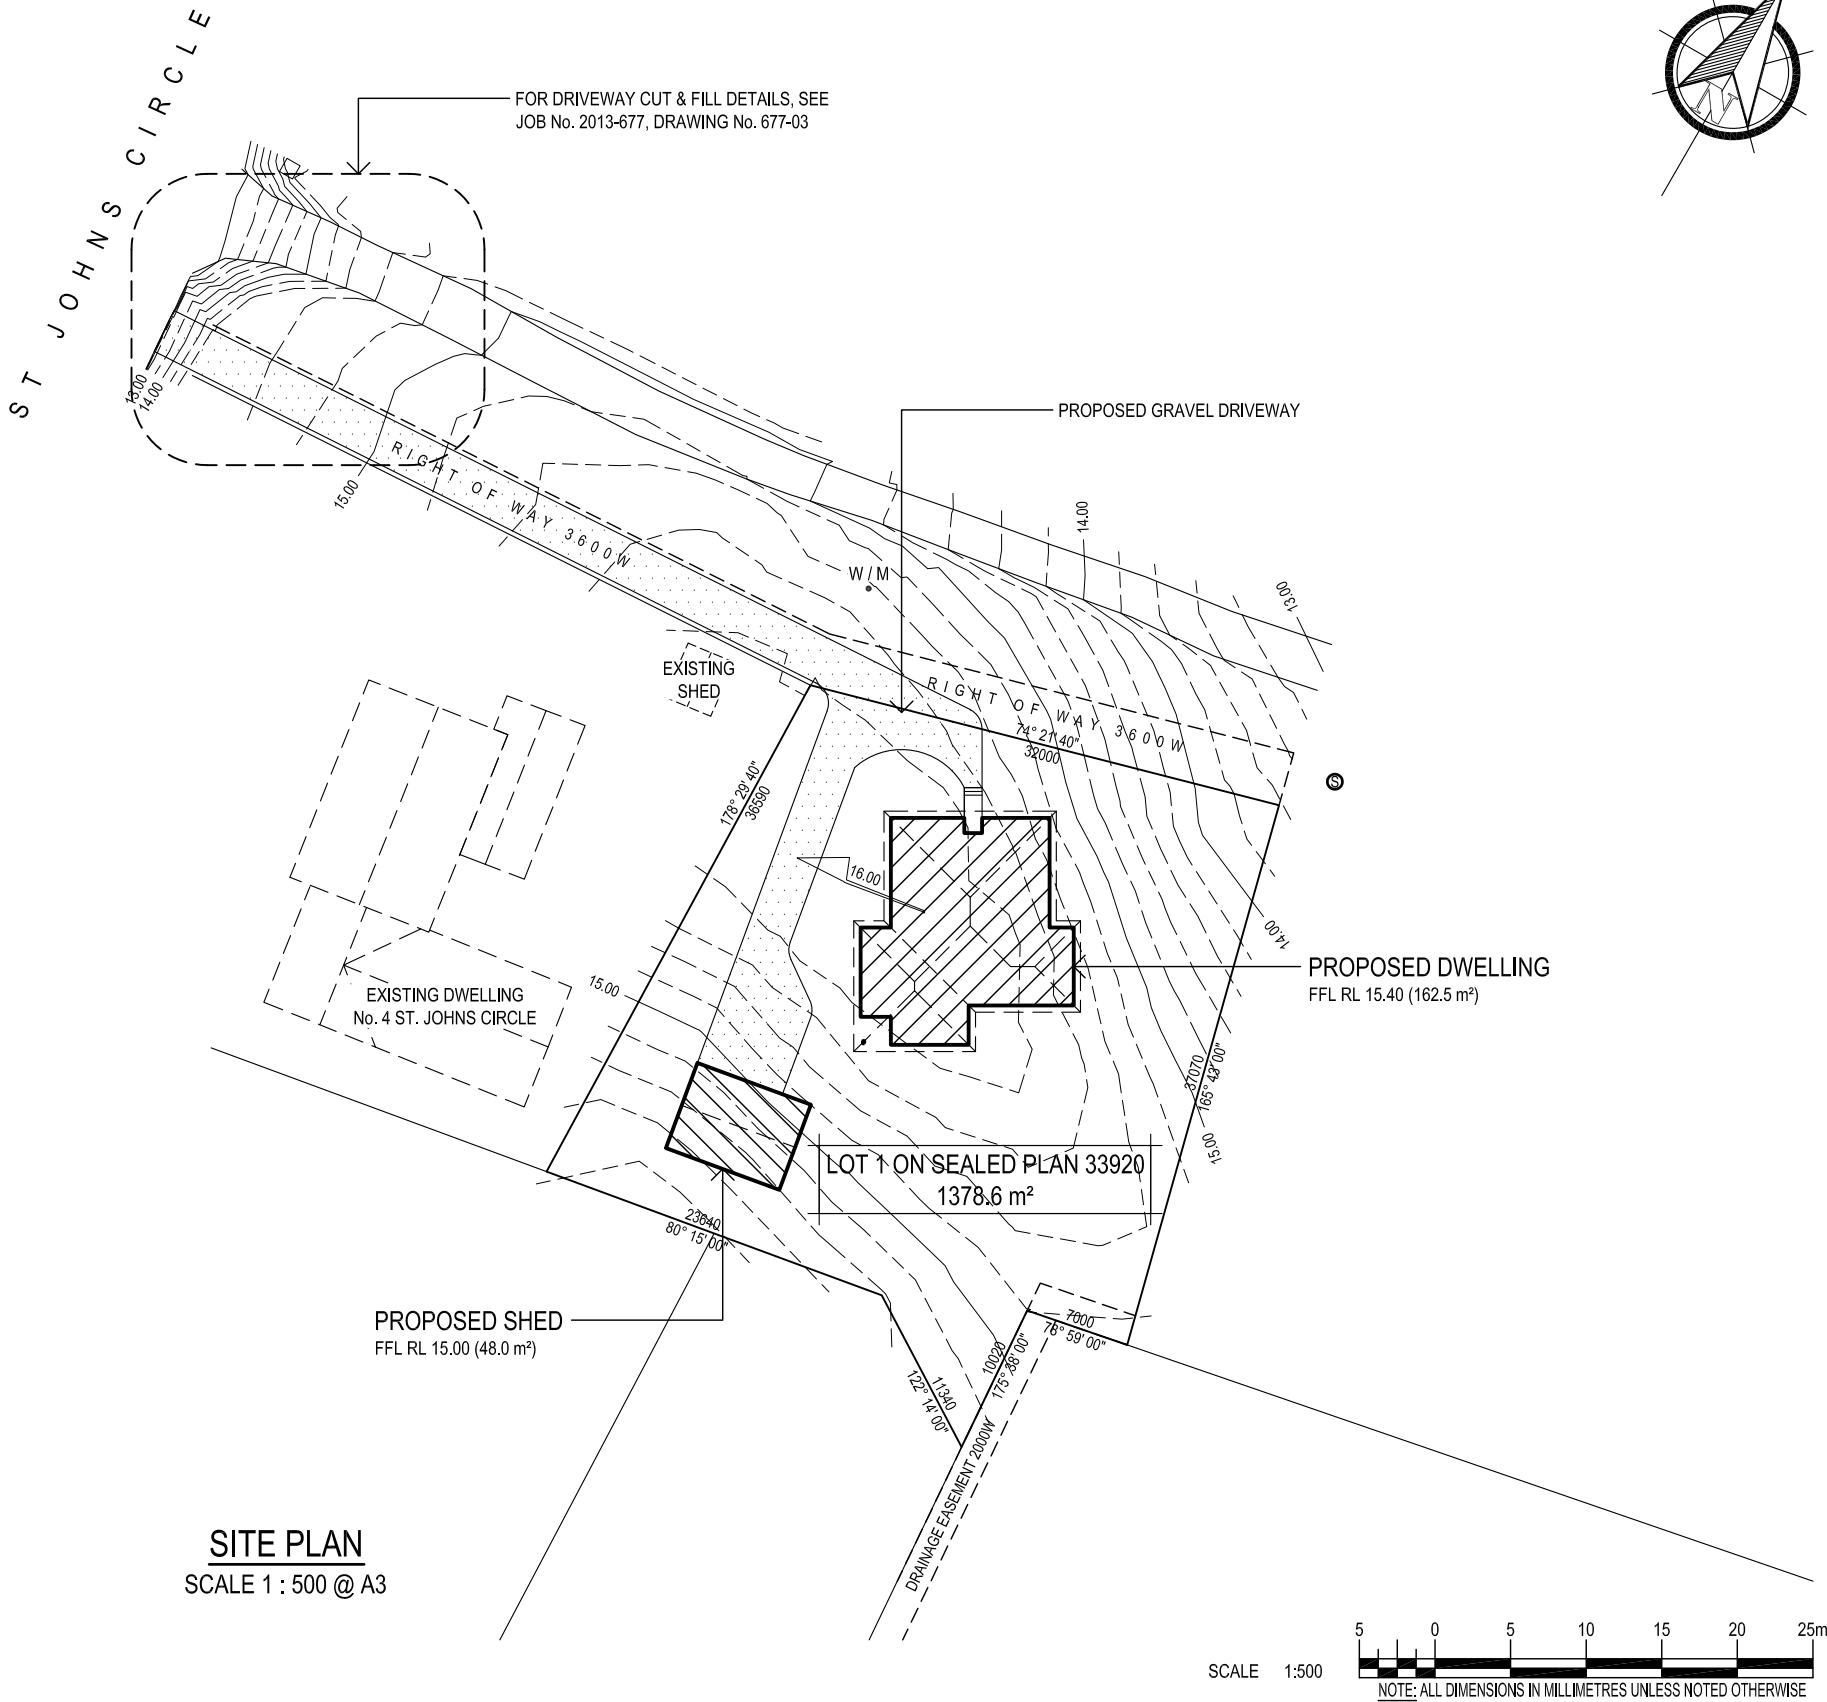 ST JOHNS CIRCLE
N
FOR DRIVEWAY CUT & FILL DETAILS, SEE
JOB No. 2013-677, DRAWING No. 677-03
13.00
14.00
PROPOSED GRAVEL DRIVEWAY
RIGHT OF WAY 3600W
15.00
14.00
W/M
13.00
EXISTING
SHED
RIGHT OF WAY 3600W
74° 21' 40"
32000
178° 29' 40"
36590
S
16.00
14.00
PROPOSED DWELLING
FFL RL 15.40 (162.5 m²)
15.00
EXISTING DWELLING
No. 4 ST. JOHNS CIRCLE
37070
165° 43' 00"
15.00
LOT 1 ON SEALED PLAN 33920
1378.6 m²
23640
80° 15' 00"
PROPOSED SHED
FFL RL 15.00 (48.0 m²)
7000
78° 59' 00"
10020
175° 38' 00"
11340
122° 14' 00"
DRAINAGE EASEMENT 2000W
SITE PLAN
SCALE 1 : 500 @ A3
5 0 5 10 15 20 25m
SCALE 1:500
NOTE: ALL DIMENSIONS IN MILLIMETRES UNLESS NOTED OTHERWISE